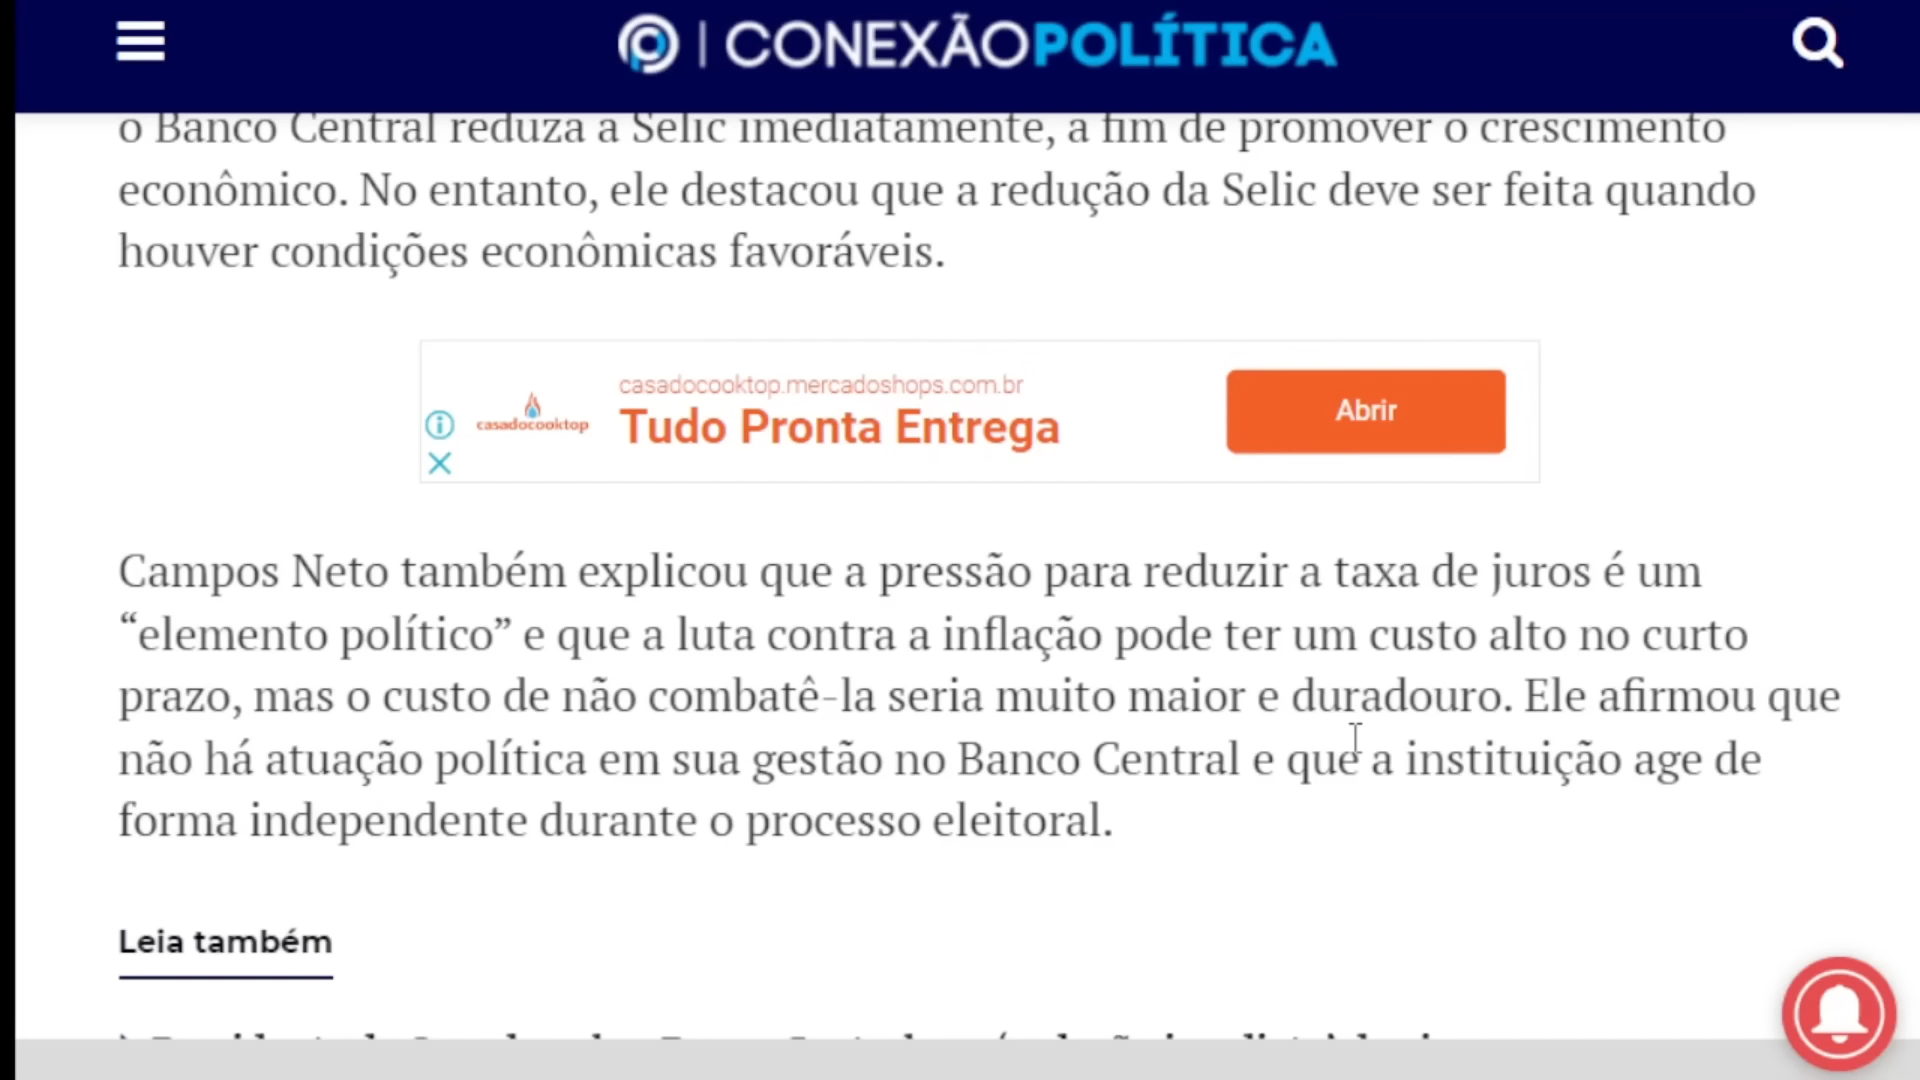 CONEXÃOPOLÍTICA
o Banco Central reduza a Selic imediatamente, a fim de promover o crescimento
econômico. No entanto, ele destacou que a redução da Selic deve ser feita quando
houver condições econômicas favoráveis.
casadocooktop
casadocooktop.mercadoshops.com.br
Tudo Pronta Entrega
Abrir
Campos Neto também explicou que a pressão para reduzir a taxa de juros é um
“elemento político” e que a luta contra a inflação pode ter um custo alto no curto
prazo, mas o custo de não combatê-la seria muito maior e duradouro. Ele afirmou que
não há atuação política em sua gestão no Banco Central e que a instituição age de
forma independente durante o processo eleitoral.
Leia também